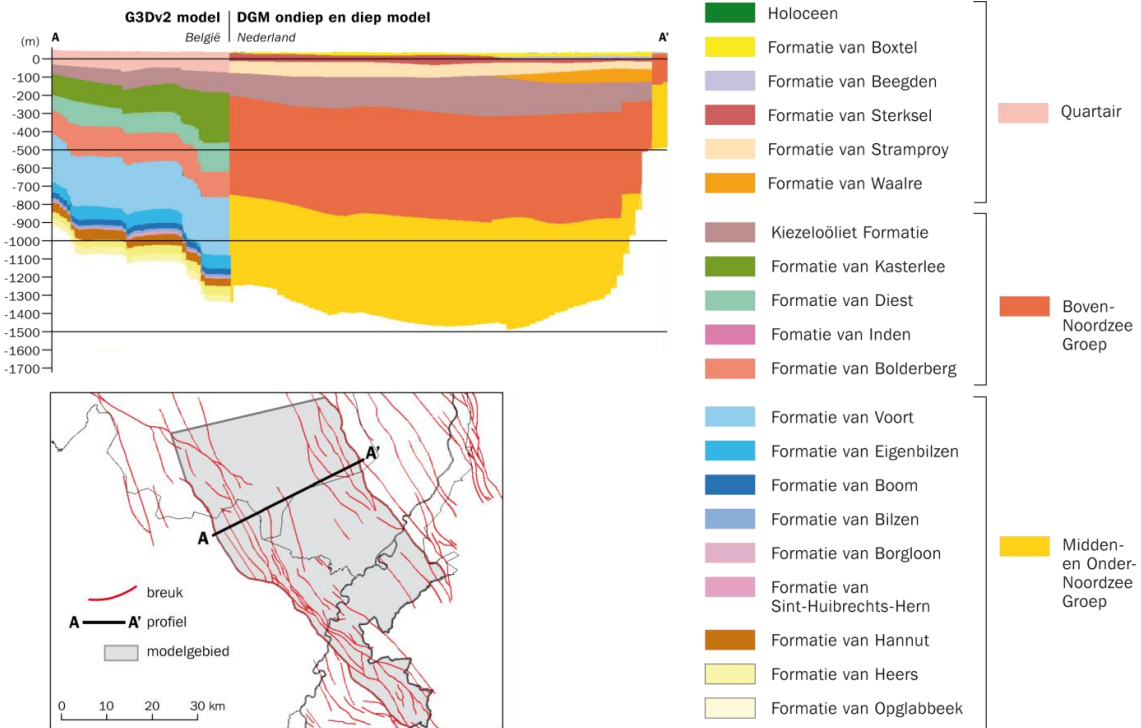 G3Dv2 model
DGM ondiep en diep model
België
Nederland
A
A'
(m)
0
-100
-200
-300
-400
-500
-600
-700
-800
-900
-1000
-1100
-1200
-1300
-1400
-1500
-1600
-1700
A
A'
breuk
A A' profiel
modelgebied
0 10 20 30 km
Holoceen
Formatie van Boxtel
Formatie van Beegden
Formatie van Sterksel
Formatie van Stramproy
Formatie van Waalre
Quartair
Kiezeloöliet Formatie
Formatie van Kasterlee
Formatie van Diest
Fomatie van Inden
Formatie van Bolderberg
Boven-
Noordzee
Groep
Formatie van Voort
Formatie van Eigenbilzen
Formatie van Boom
Formatie van Bilzen
Formatie van Borgloon
Formatie van
Sint-Huibrechts-Hern
Formatie van Hannut
Formatie van Heers
Formatie van Opglabbeek
Midden-
en Onder-
Noordzee
Groep